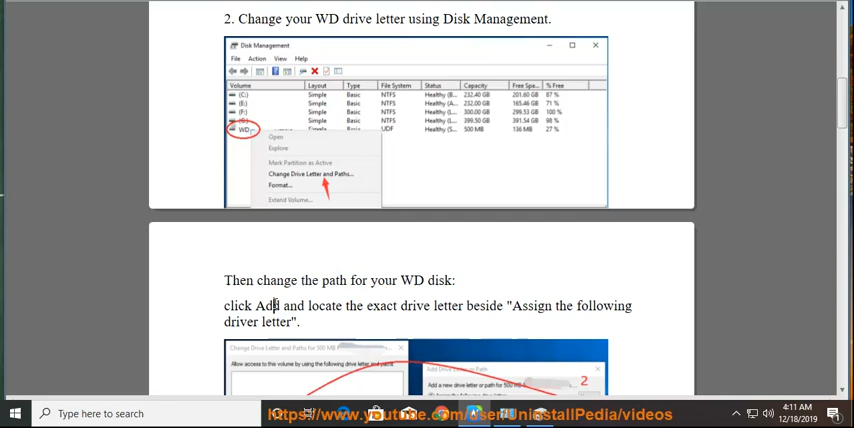 2. Change your WD drive letter using Disk Management.
Disk Management
File Action View Help
Volume Layout Type File System Status Capacity Free Spa... % Free
(C:) Simple Basic NTFS Healthy (B... 232.40 GB 201.60 GB 87 %
(E:) Simple Basic NTFS Healthy (A... 232.00 GB 165.46 GB 71 %
(F:) Simple Basic NTFS Healthy (P... 300.00 GB 299.53 GB 100 %
(G:) Simple Basic NTFS Healthy (P... 399.50 GB 391.54 GB 98 %
WD Simple Basic UDF Healthy (S... 500 MB 136 MB 27 %
Open
Explore
Mark Partition as Active
Change Drive Letter and Paths...
Format...
Extend Volume...
Then change the path for your WD disk:
click Add and locate the exact drive letter beside "Assign the following
driver letter".
Change Drive Letter and Paths for 500 MB
Allow access to this volume by using the following drive letter and paths:
Add Drive Letter or Path
Add a new drive letter or path for 500 MB
2
Type here to search
https://www.youtube.com/user/UninstallPedia/videos
4:11 AM
12/18/2019
1